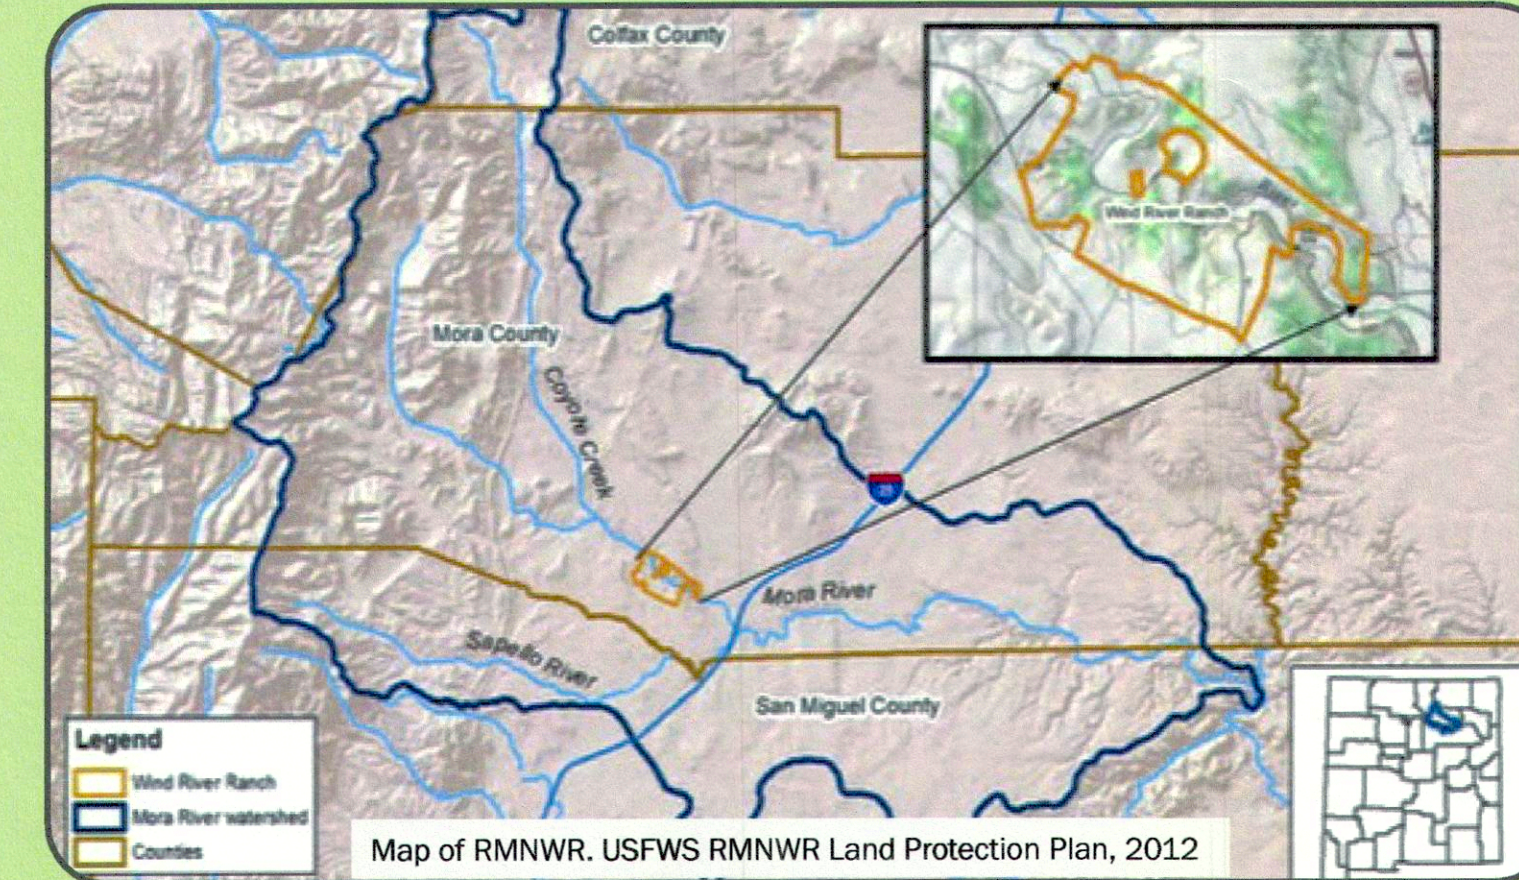 Colfax County
Wind River Ranch
Mora County
Coyote Creek
Mora River
Sapello River
San Miguel County
Legend
Wind River Ranch
Mora River watershed
Counties
Map of RMNWR. USFWS RMNWR Land Protection Plan, 2012